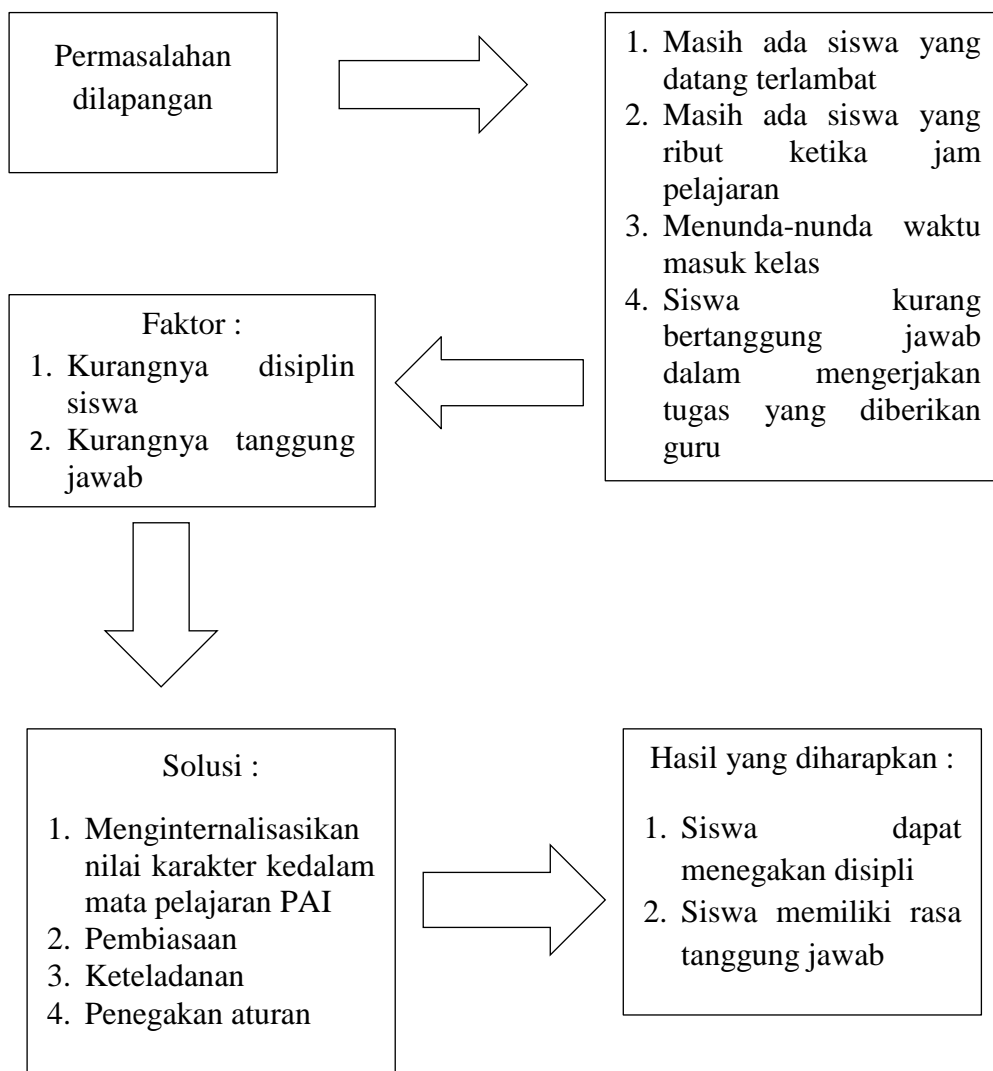 Permasalahan
dilapangan
1. Masih ada siswa yang
datang terlambat
2. Masih ada siswa yang
ribut ketika jam
pelajaran
3. Menunda-nunda waktu
masuk kelas
4. Siswa kurang
bertanggung jawab
dalam mengerjakan
tugas yang diberikan
guru
Faktor :
1. Kurangnya disiplin
siswa
2. Kurangnya tanggung
jawab
Solusi :
1. Menginternalisasikan
nilai karakter kedalam
mata pelajaran PAI
2. Pembiasaan
3. Keteladanan
4. Penegakan aturan
Hasil yang diharapkan :
1. Siswa dapat
menegakan disipli
2. Siswa memiliki rasa
tanggung jawab